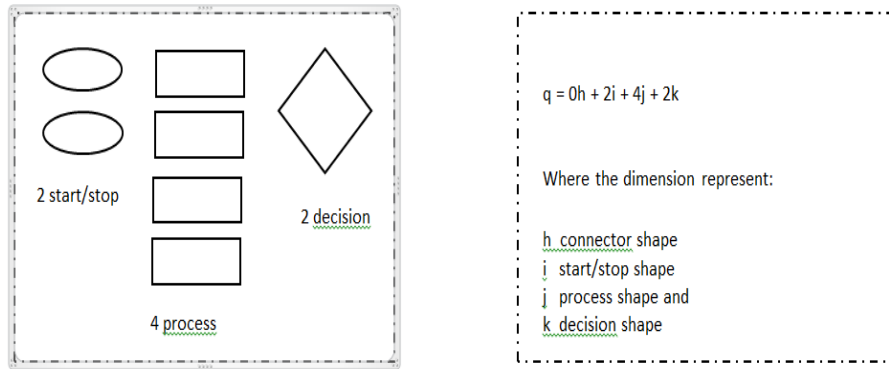 2 start/stop
2 decision
4 process
q = 0h + 2i + 4j + 2k
Where the dimension represent:
h connector shape
i start/stop shape
j process shape and
k decision shape